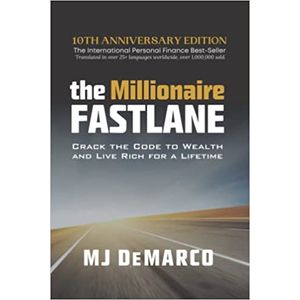 10TH ANNIVERSARY EDITION
The International Personal Finance Best-Seller
Translated in over 25+ languages worldwide, over 1,000,000 sold.
the Millionaire
FASTLANE
CRACK THE CODE TO WEALTH
AND LIVE RICH FOR A LIFETIME
MJ DEMARCO